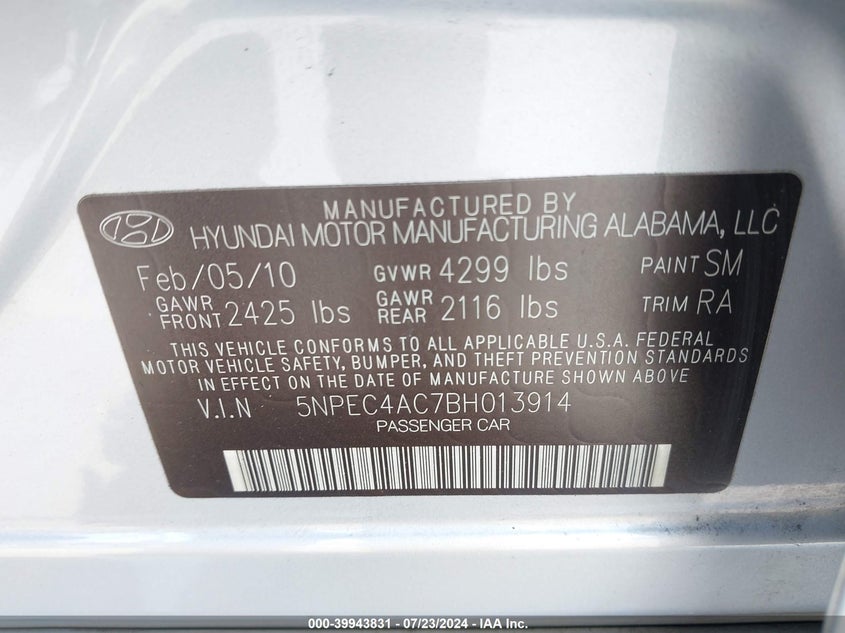 MANUFACTURED BY
HYUNDAI MOTOR MANUFACTURING ALABAMA, LLC
Feb/05/10 GVWR 4299 lbs PAINT SM
GAWR FRONT 2425 lbs GAWR REAR 2116 lbs TRIM RA
THIS VEHICLE CONFORMS TO ALL APPLICABLE U.S.A. FEDERAL
MOTOR VEHICLE SAFETY, BUMPER, AND THEFT PREVENTION STANDARDS
IN EFFECT ON THE DATE OF MANUFACTURE SHOWN ABOVE
V.I.N 5NPEC4AC7BH013914
PASSENGER CAR
000-39943831 - 07/23/2024 - IAA Inc.